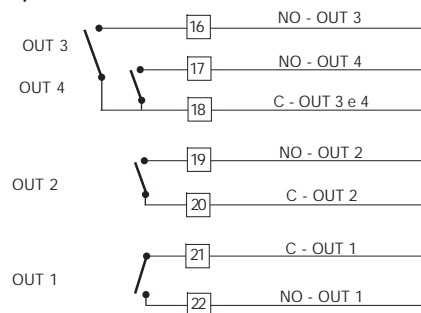 16 NO - OUT 3
OUT 3
17 NO - OUT 4
OUT 4
18 C - OUT 3 e 4
19 NO - OUT 2
OUT 2
20 C - OUT 2
21 C - OUT 1
OUT 1
22 NO - OUT 1